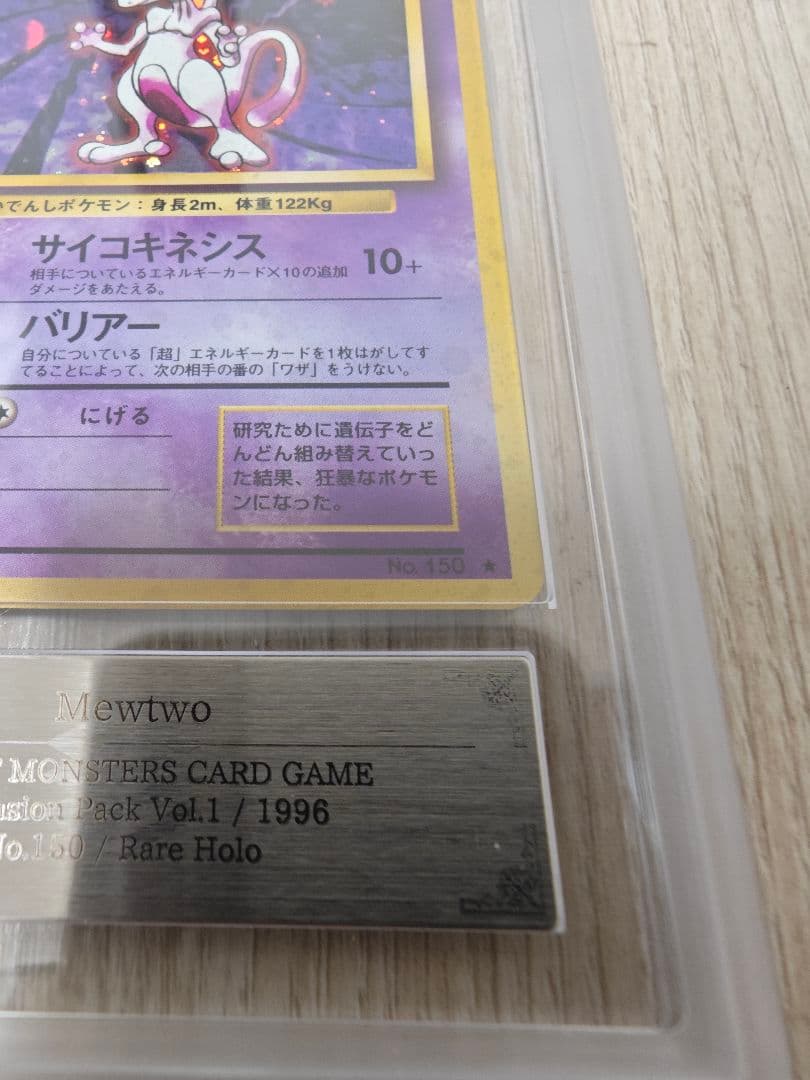 でんしポケモン：身長2m、体重122Kg
サイコキネシス 10+
相手についているエネルギーカード×10の追加
ダメージをあたえる。
バリアー
自分についている「超」エネルギーカードを1枚はがしてす
てることによって、次の相手の番の「ワザ」をうけない。
にげる
研究ために遺伝子をど
んどん組み替えていっ
た結果、狂暴なポケモ
ンになった。
No. 150 ★
Mewtwo
MONSTERS CARD GAME
usion Pack Vol.1 / 1996
No.150 / Rare Holo